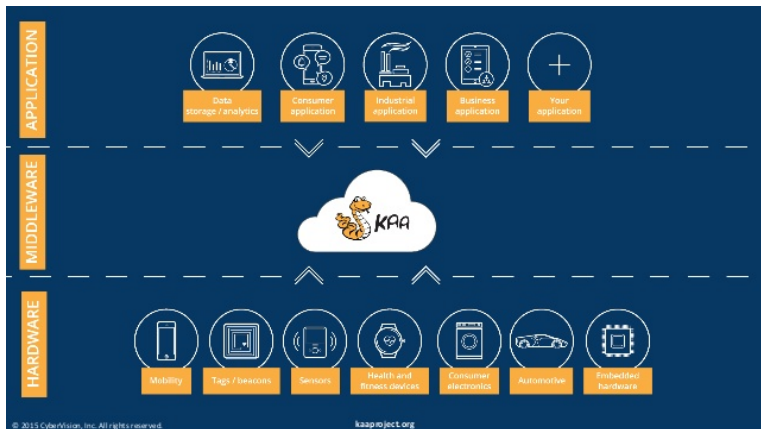 APPLICATION
Data
storage / analytics
Consumer
application
Industrial
application
Business
application
Your
application
MIDDLEWARE
KAA
HARDWARE
Mobility
Tags / beacons
Sensors
Health and
fitness devices
Consumer
electronics
Automotive
Embedded
hardware
© 2015 CyberVision, Inc. All rights reserved.
kaaproject.org